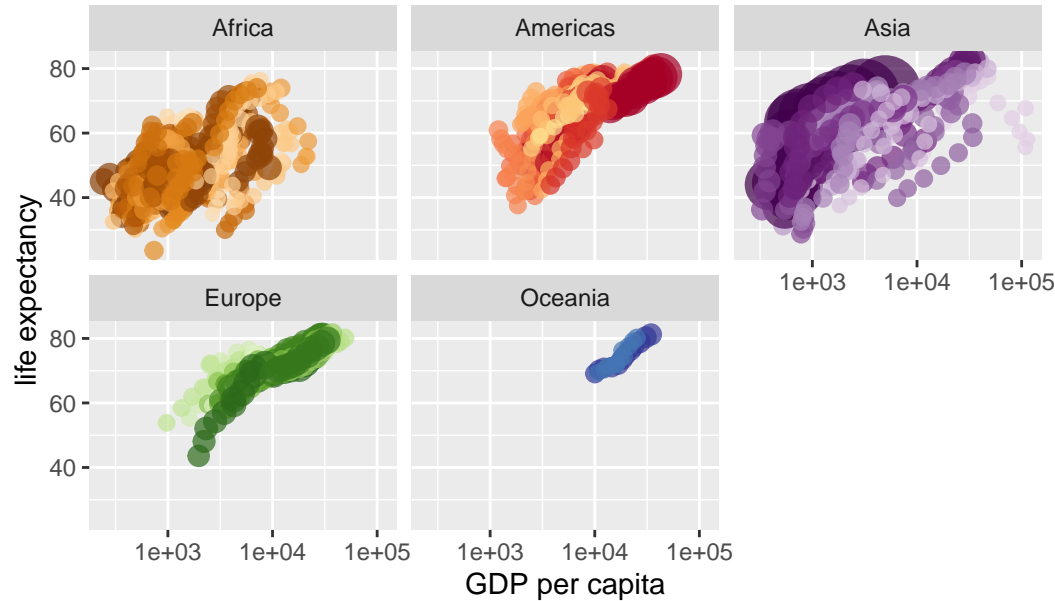 Africa
Americas
Asia
80
60
40
1e+03
1e+04
1e+05
Europe
Oceania
80
60
40
1e+03
1e+04
1e+05
1e+03
1e+04
1e+05
life expectancy
GDP per capita